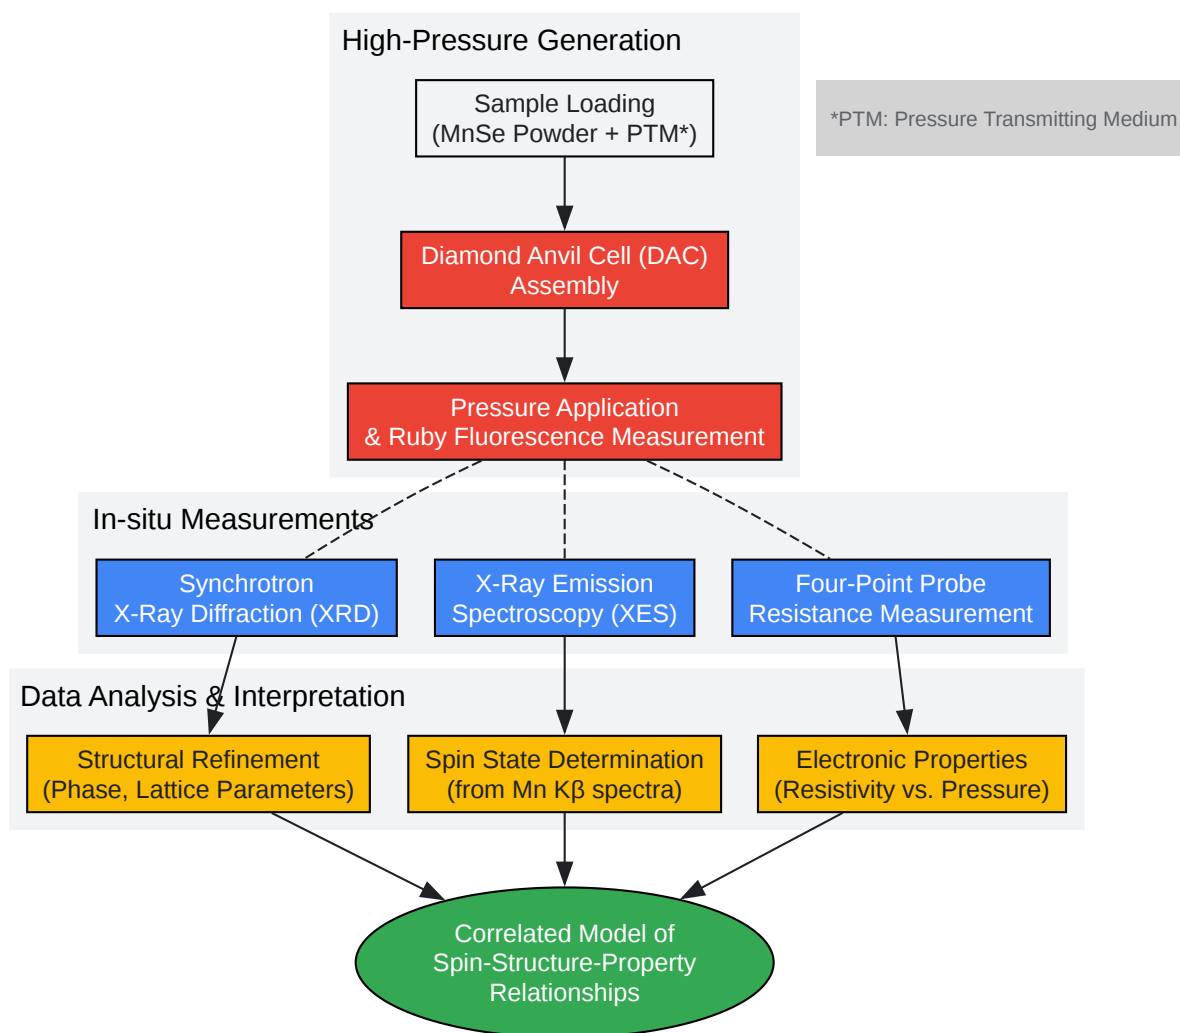 High-Pressure Generation
Sample Loading
(MnSe Powder + PTM*)
*PTM: Pressure Transmitting Medium
Diamond Anvil Cell (DAC)
Assembly
Pressure Application
& Ruby Fluorescence Measurement
In-situ Measurements
Synchrotron
X-Ray Diffraction (XRD)
X-Ray Emission
Spectroscopy (XES)
Four-Point Probe
Resistance Measurement
Data Analysis & Interpretation
Structural Refinement
(Phase, Lattice Parameters)
Spin State Determination
(from Mn Kβ spectra)
Electronic Properties
(Resistivity vs. Pressure)
Correlated Model of
Spin-Structure-Property
Relationships